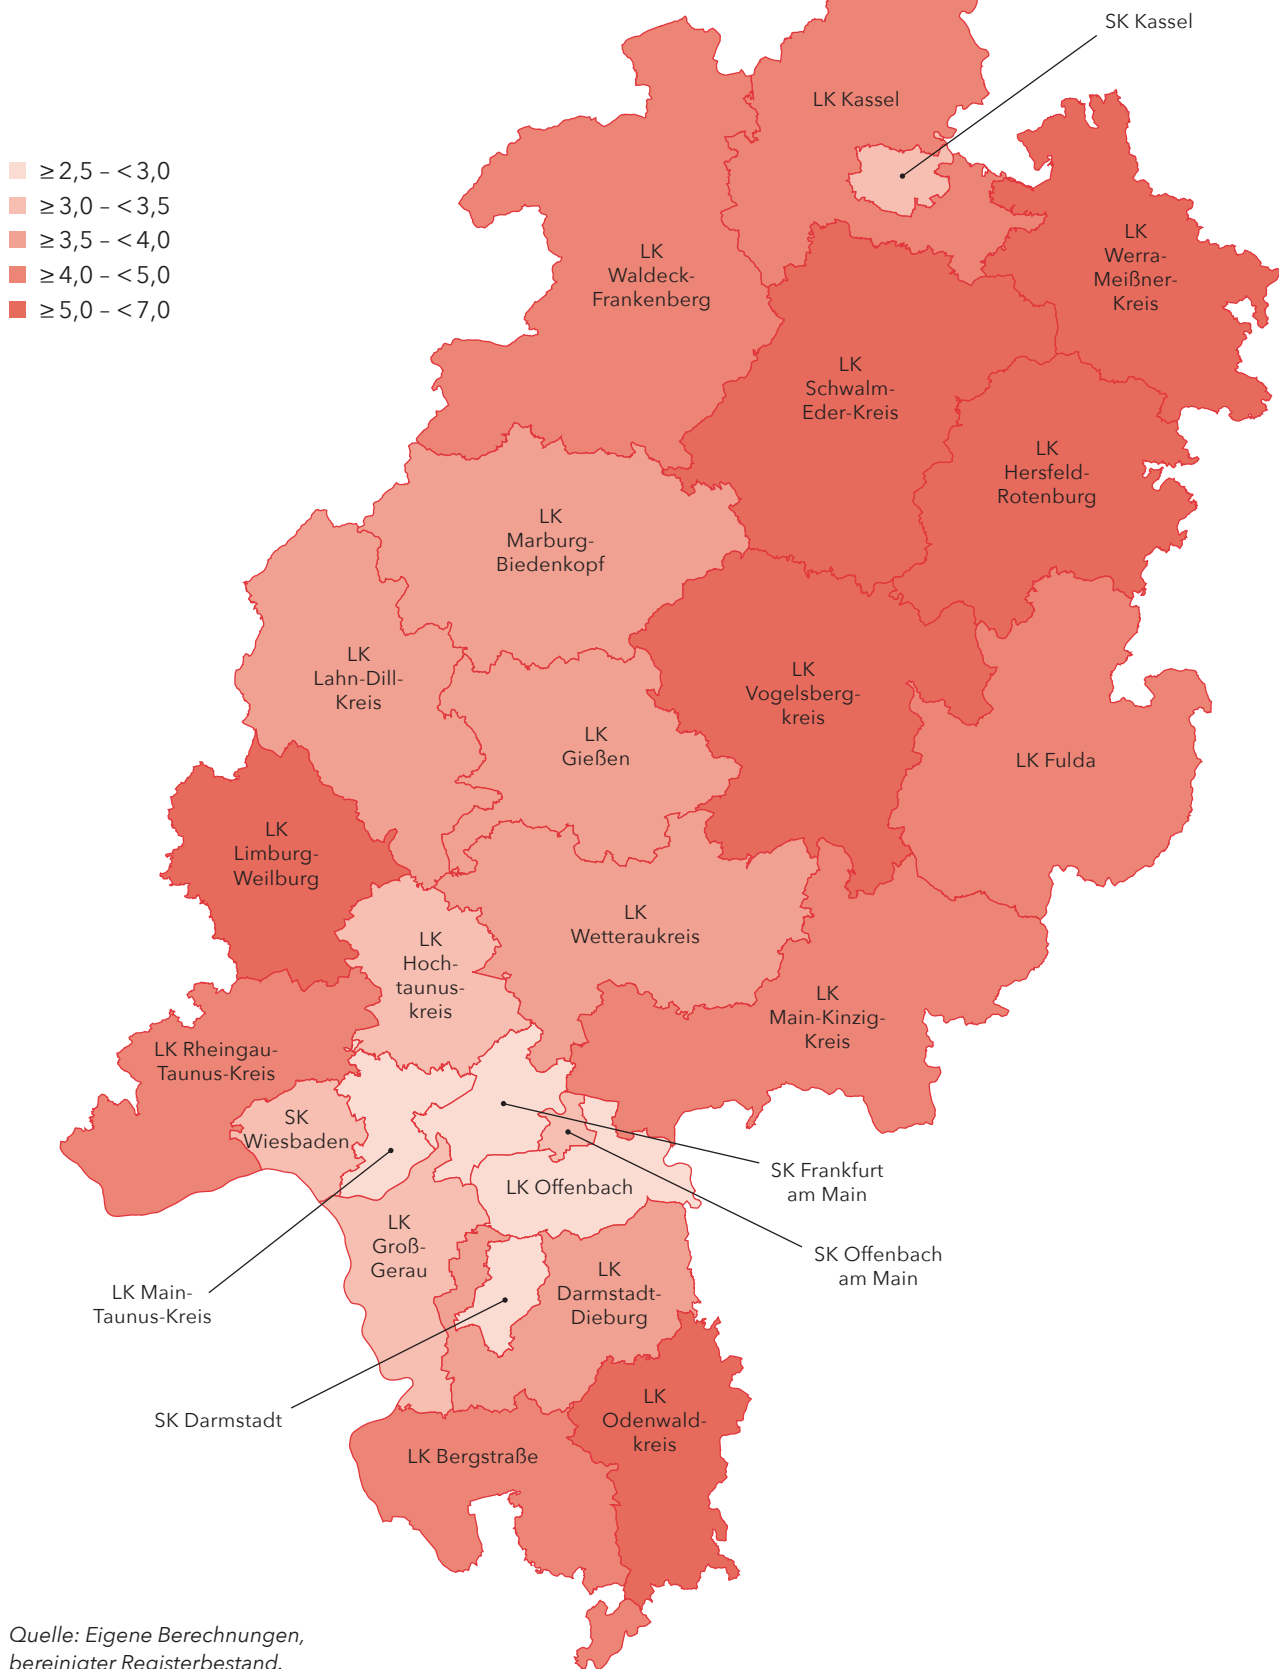 SK Kassel
LK Kassel
≥ 2,5 – < 3,0
≥ 3,0 – < 3,5
≥ 3,5 – < 4,0
≥ 4,0 – < 5,0
≥ 5,0 – < 7,0
LK
Waldeck-
Frankenberg
LK
Werra-
Meißner-
Kreis
LK
Schwalm-
Eder-Kreis
LK
Hersfeld-
Rotenburg
LK
Marburg-
Biedenkopf
LK
Lahn-Dill-
Kreis
LK
Vogelsberg-
kreis
LK
Gießen
LK Fulda
LK
Limburg-
Weilburg
LK
Wetteraukreis
LK
Hoch-
taunus-
kreis
LK
Main-Kinzig-
Kreis
LK Rheingau-
Taunus-Kreis
SK
Wiesbaden
SK Frankfurt
am Main
LK Offenbach
LK
Groß-
Gerau
SK Offenbach
am Main
LK
Darmstadt-
Dieburg
LK Main-
Taunus-Kreis
SK Darmstadt
LK
Odenwald-
kreis
LK Bergstraße
Quelle: Eigene Berechnungen,
bereinigter Registerbestand.